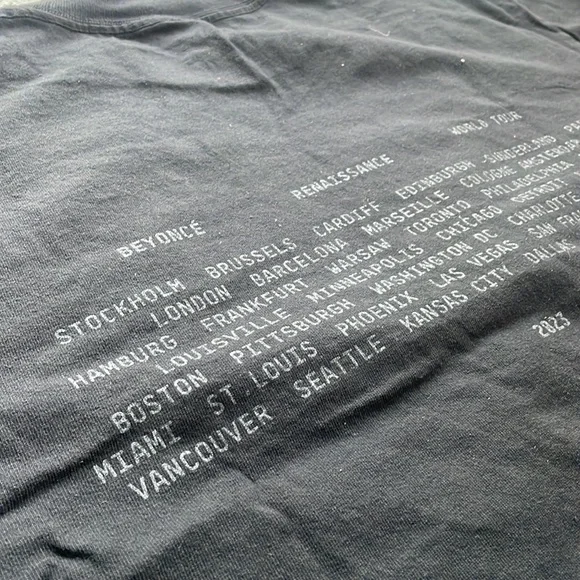 BEYONCÉ RENAISSANCE WORLD TOUR
STOCKHOLM BRUSSELS CARDIFF EDINBURGH SUNDERLAND
LONDON BARCELONA MARSEILLE COLOGNE AMSTERDAM
HAMBURG FRANKFURT WARSAW TORONTO PHILADELPHIA
LOUISVILLE MINNEAPOLIS CHICAGO DETROIT
BOSTON PITTSBURGH WASHINGTON DC CHARLOTTE
MIAMI ST.LOUIS PHOENIX LAS VEGAS SAN
VANCOUVER SEATTLE KANSAS CITY DALLAS
2023